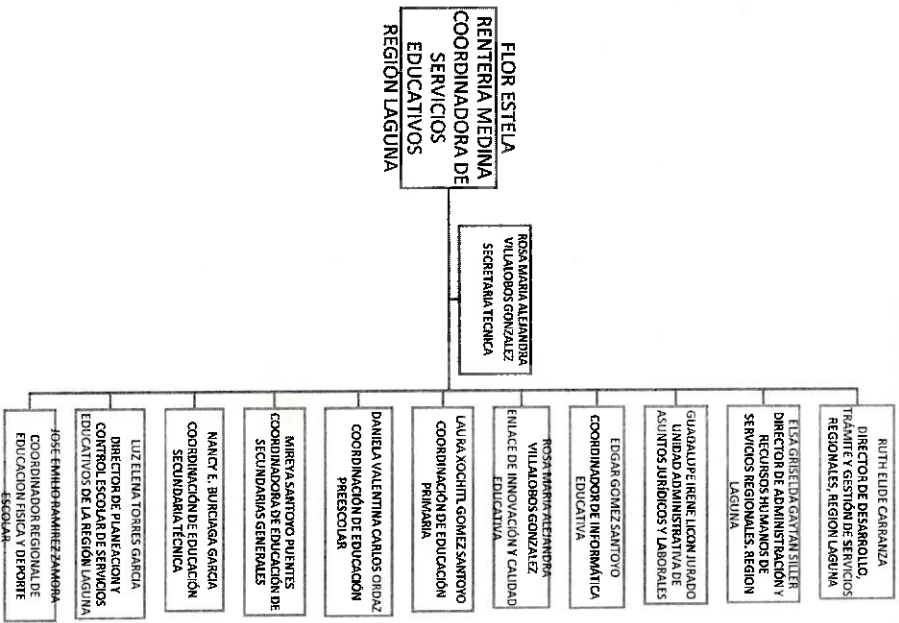 FLOR ESTELA
RENTERIA MEDINA
COORDINADORA DE
SERVICIOS
EDUCATIVOS
REGIÓN LAGUNA
ROSA MARIA ALEJANDRA
VILLALOBOS GONZALEZ
SECRETARIA TECNICA
RUTH ELIDE CARRANZA
DIRECTOR DE DESARROLLO,
TRÁMITE Y GESTIÓN DE SERVICIOS
REGIONALES, REGION LAGUNA
ELSA GRISELDA GAYTAN SILLER
DIRECTOR DE ADMINISTRACIÓN Y
RECURSOS HUMANOS DE
SERVICIOS REGIONALES, REGION
LAGUNA
GUADALUPE IRENE LICON JURADO
UNIDAD ADMINISTRATIVA DE
ASUNTOS JURÍDICOS Y LABORALES
EDGAR GOMEZ SANTOYO
COORDINADOR DE INFORMÁTICA
EDUCATIVA
ROSA MARIA ALEJANDRA
VILLALOBOS GONZALEZ,
ENLACE DE INNOVACIÓN Y CALIDAD
EDUCATIVA
LAURA XOCHITL GOMEZ SANTOYO
COORDINACIÓN DE EDUCACIÓN
PRIMARIA
DANIELA VALENTINA CARLOS ORDAZ
COORDINACIÓN DE EDUCACIÓN
PREESCOLAR
MIREYA SANTOYO PUENTES
COORDINADORA DE EDUCACIÓN DE
SECUNDARIAS GENERALES
NANCY E. BURCIAGA GARCIA
COORDINACIÓN DE EDUCACIÓN
SECUNDARIA TÉCNICA
LUZ ELENA TORRES GARCIA
DIRECTOR DE PLANEACION Y
CONTROL ESCOLAR DE SERVICIOS
EDUCATIVOS DE LA REGIÓN LAGUNA
JOSE EMILIO RAMIREZ ZAMORA
COORDINADOR REGIONAL DE
EDUCACION FISICA Y DEPORTE
ESCOLAR